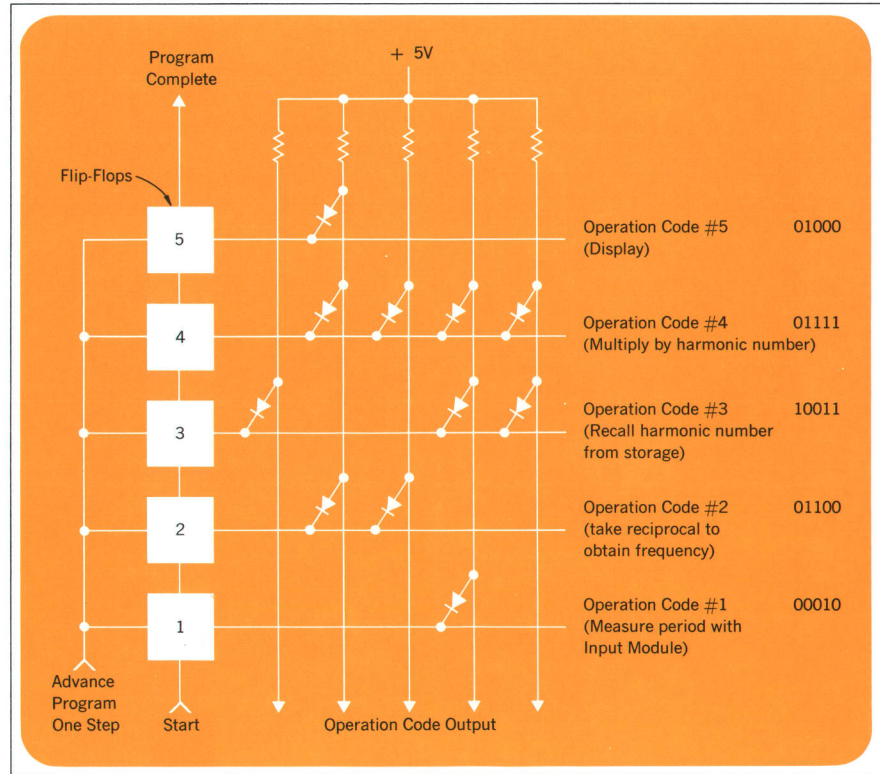 Program
Complete
+ 5V
Flip-Flops
5
Operation Code #5 01000
(Display)
4
Operation Code #4 01111
(Multiply by harmonic number)
3
Operation Code #3 10011
(Recall harmonic number
from storage)
2
Operation Code #2 01100
(take reciprocal to
obtain frequency)
1
Operation Code #1 00010
(Measure period with
Input Module)
Advance
Program
One Step
Start
Operation Code Output